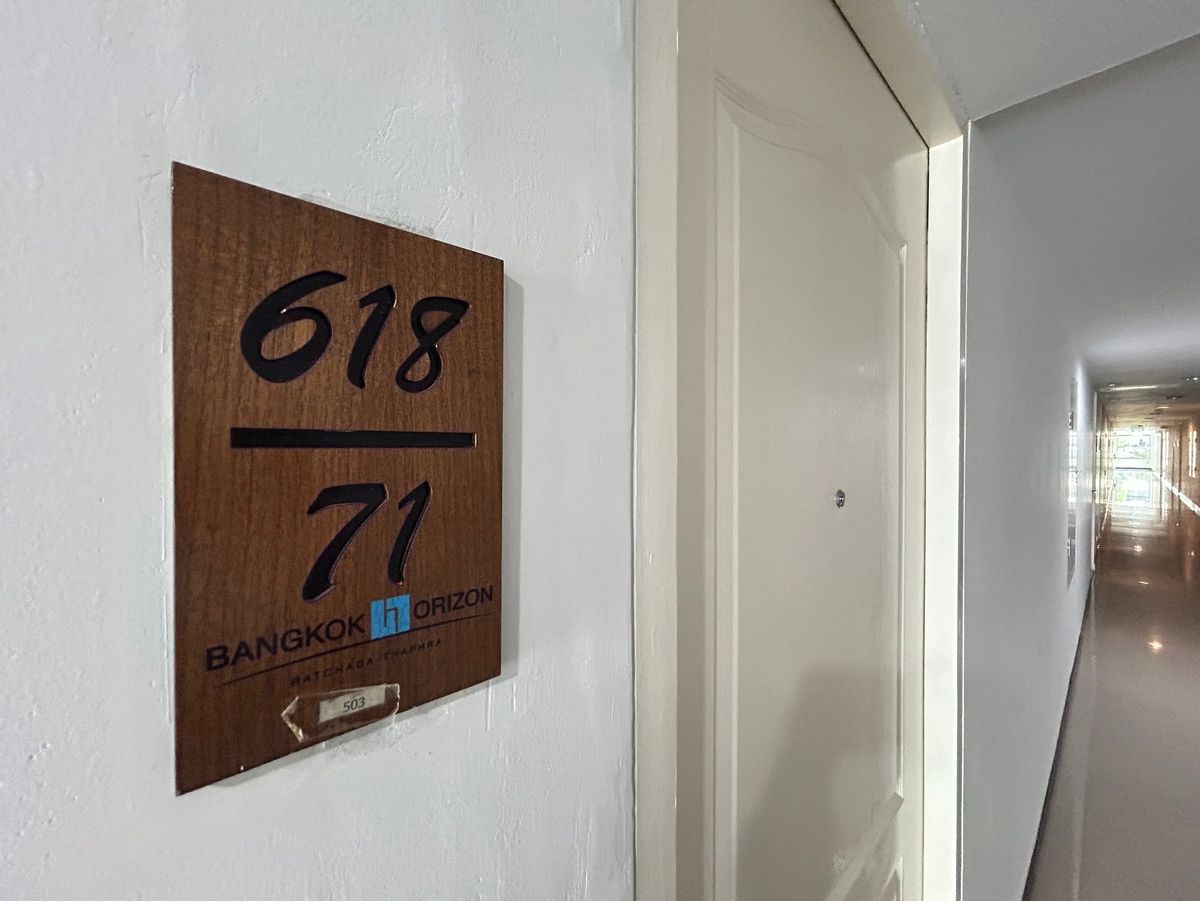 618
71
BANGKOK hORIZON
RATCHADA-THAPHRA
503